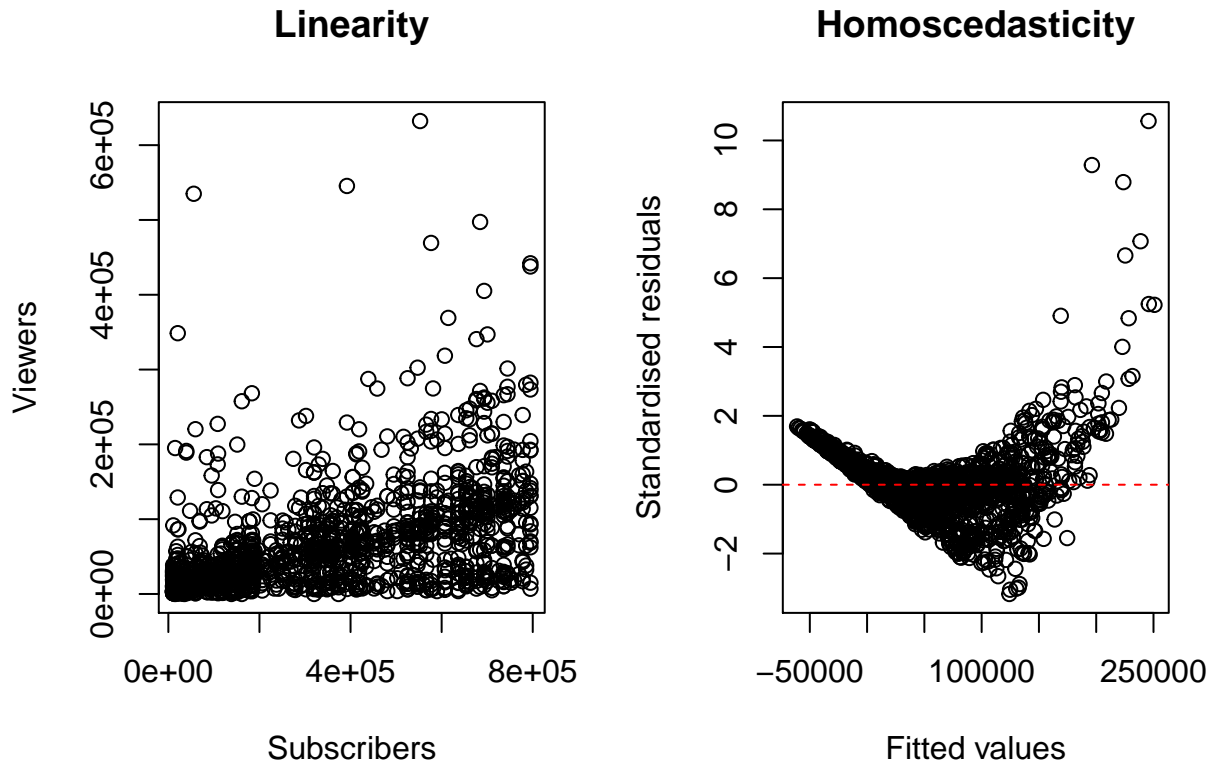 Linearity
Viewers
0e+00
2e+05
4e+05
6e+05
0e+00
4e+05
8e+05
Subscribers
Homoscedasticity
Standardised residuals
−2
0
2
4
6
8
10
−50000
100000
250000
Fitted values